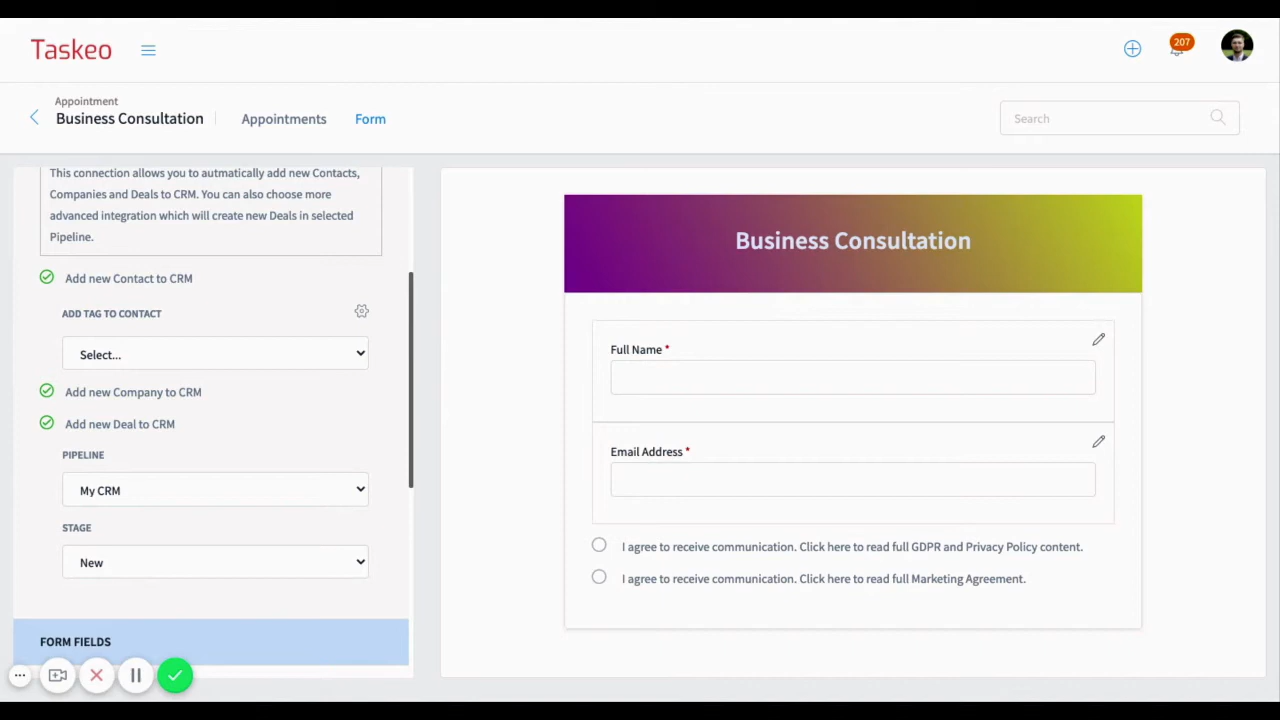 Taskeo
207
Appointment
Business Consultation
Appointments
Form
Search
This connection allows you to autmatically add new Contacts,
Companies and Deals to CRM. You can also choose more
advanced integration which will create new Deals in selected
Pipeline.
Add new Contact to CRM
ADD TAG TO CONTACT
Select...
Add new Company to CRM
Add new Deal to CRM
PIPELINE
My CRM
STAGE
New
FORM FIELDS
Business Consultation
Full Name *
Email Address *
I agree to receive communication. Click here to read full GDPR and Privacy Policy content.
I agree to receive communication. Click here to read full Marketing Agreement.